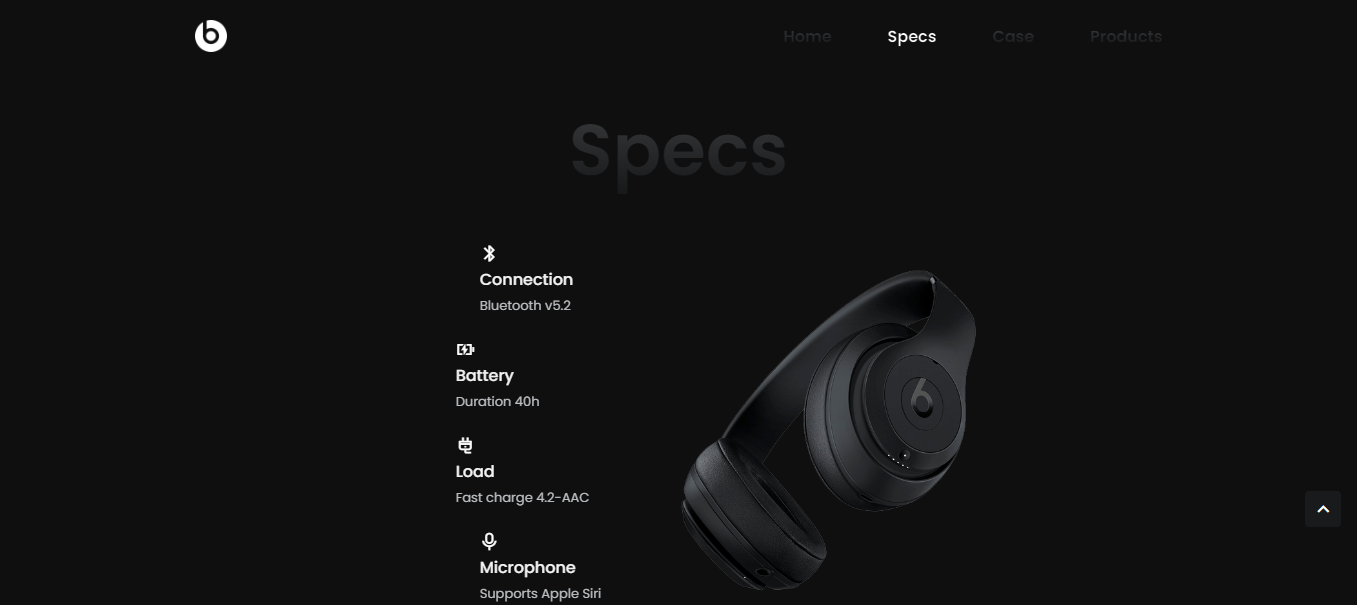 Home Specs Case Products
Specs
Connection
Bluetooth v5.2
Battery
Duration 40h
Load
Fast charge 4.2-AAC
Microphone
Supports Apple Siri